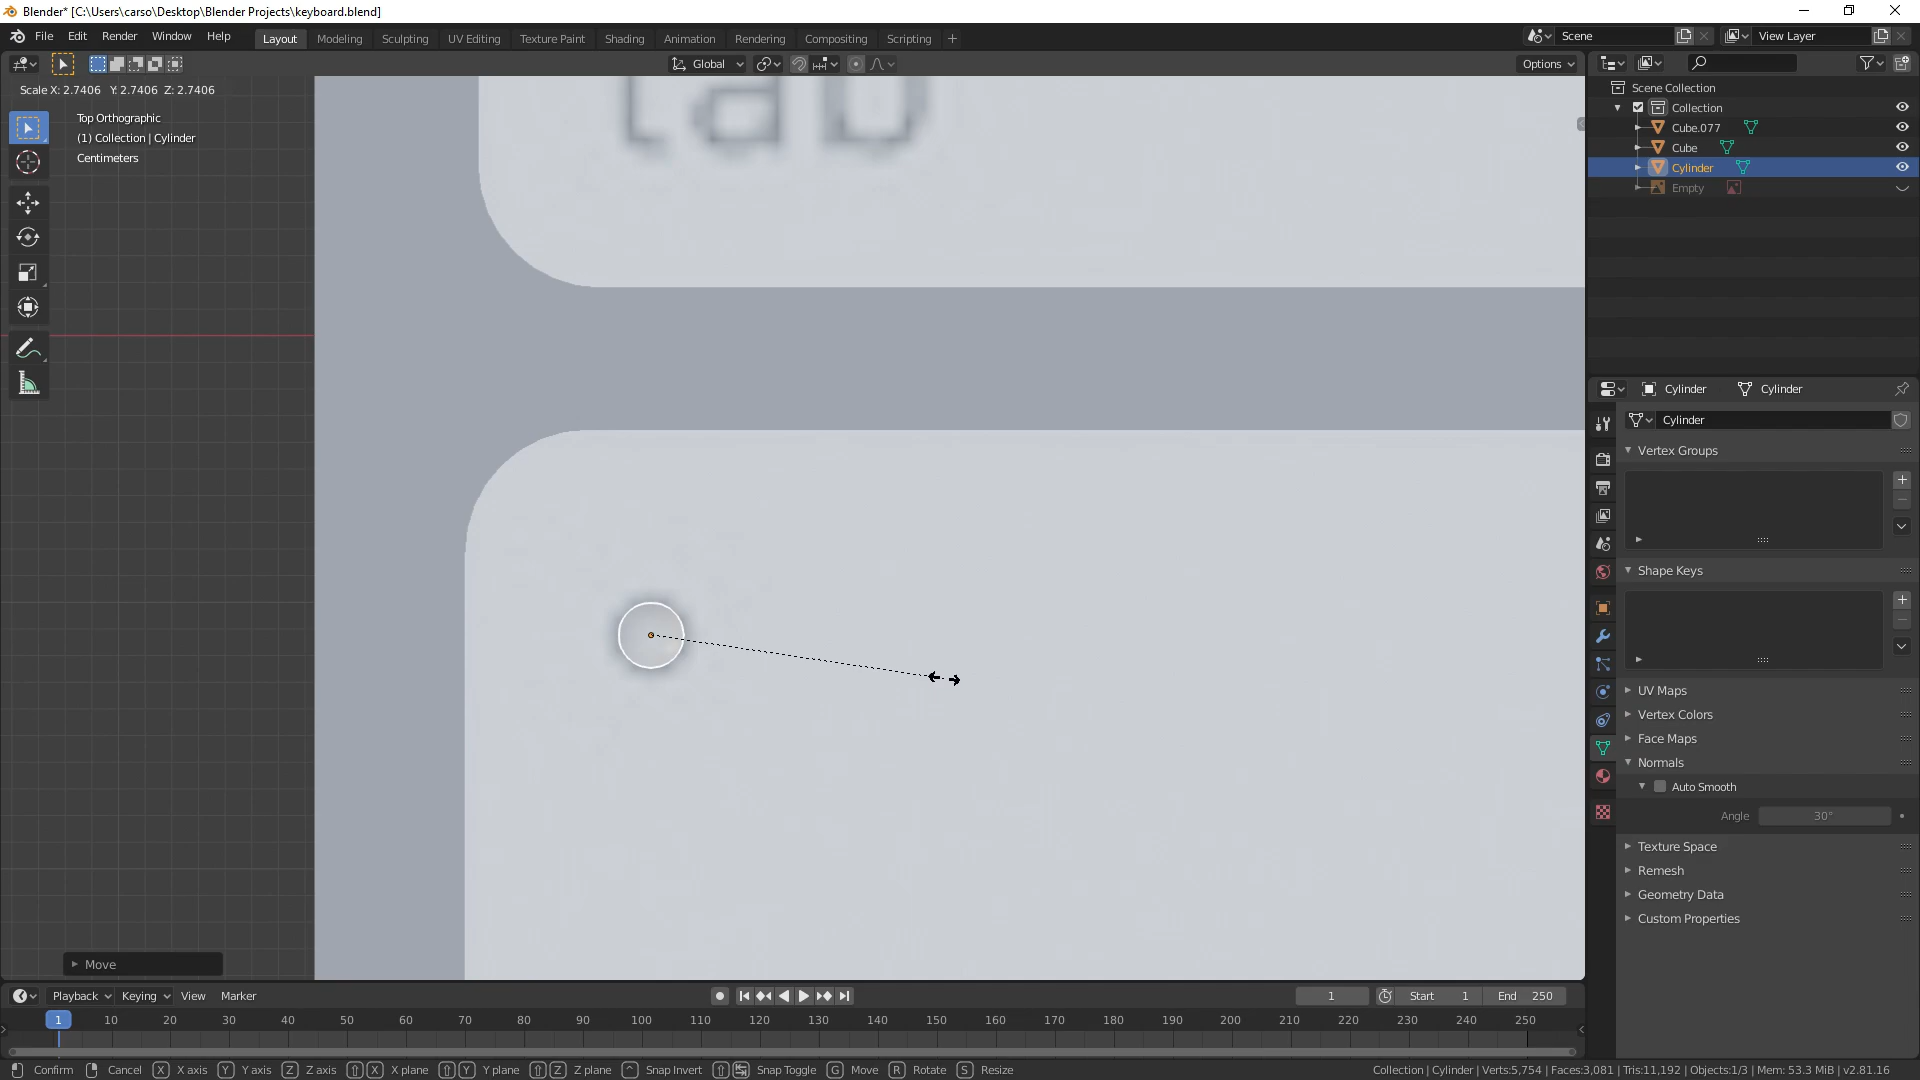 Blender* [C:\Users\carso\Desktop\Blender Projects\keyboard.blend]
File Edit Render Window Help Layout Modeling Sculpting UV Editing Texture Paint Shading Animation Rendering Compositing Scripting + Scene View Layer
Global Options
Scale X: 2.7406 Y: 2.7406 Z: 2.7406
Top Orthographic
(1) Collection | Cylinder
Centimeters
tab
Scene Collection
Collection
Cube.077
Cube
Cylinder
Empty
Cylinder Cylinder
Cylinder
Vertex Groups
Shape Keys
UV Maps
Vertex Colors
Face Maps
Normals
Auto Smooth
Angle 30°
Texture Space
Remesh
Geometry Data
Custom Properties
Move
Playback Keying View Marker 1 Start 1 End 250
1 10 20 30 40 50 60 70 80 90 100 110 120 130 140 150 160 170 180 190 200 210 220 230 240 250
Confirm Cancel X X axis Y Y axis Z Z axis X X plane Y Y plane Z Z plane ^ Snap Invert Snap Toggle G Move R Rotate S Resize Collection | Cylinder | Verts:5,754 | Faces:3,081 | Tris:11,192 | Objects:1/3 | Mem: 53.3 MiB | v2.81.16